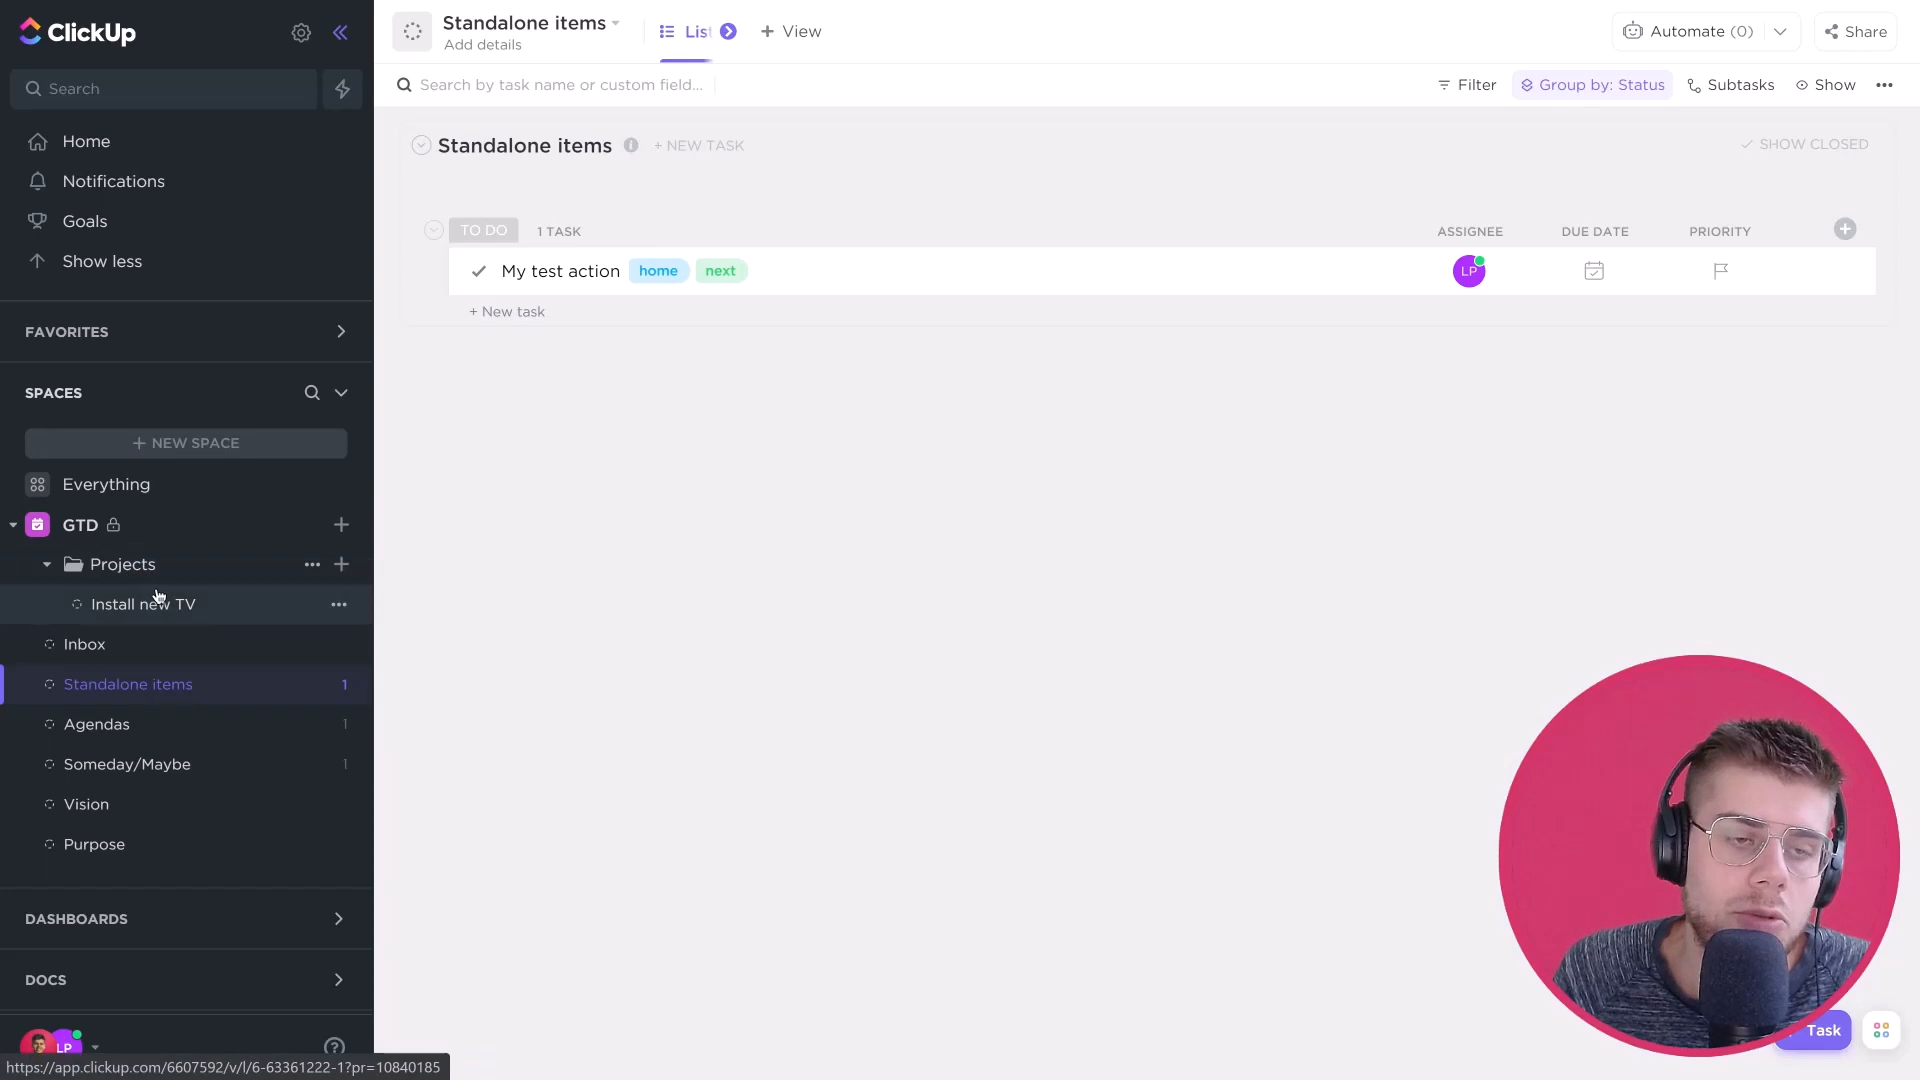 ClickUp
Search
Home
Notifications
Goals
Show less
FAVORITES
SPACES
+ NEW SPACE
Everything
GTD
Projects
Install new TV
Inbox
Standalone items 1
Agendas 1
Someday/Maybe 1
Vision
Purpose
DASHBOARDS
DOCS
LP
https://app.clickup.com/6607592/v/l/6-63361222-1?pr=10840185
Standalone items
Add details
List
+ View
Automate (0)
Share
Search by task name or custom field...
Filter
Group by: Status
Subtasks
Show
Standalone items
+ NEW TASK
SHOW CLOSED
TO DO
1 TASK
ASSIGNEE
DUE DATE
PRIORITY
My test action
home
next
LP
+ New task
Task